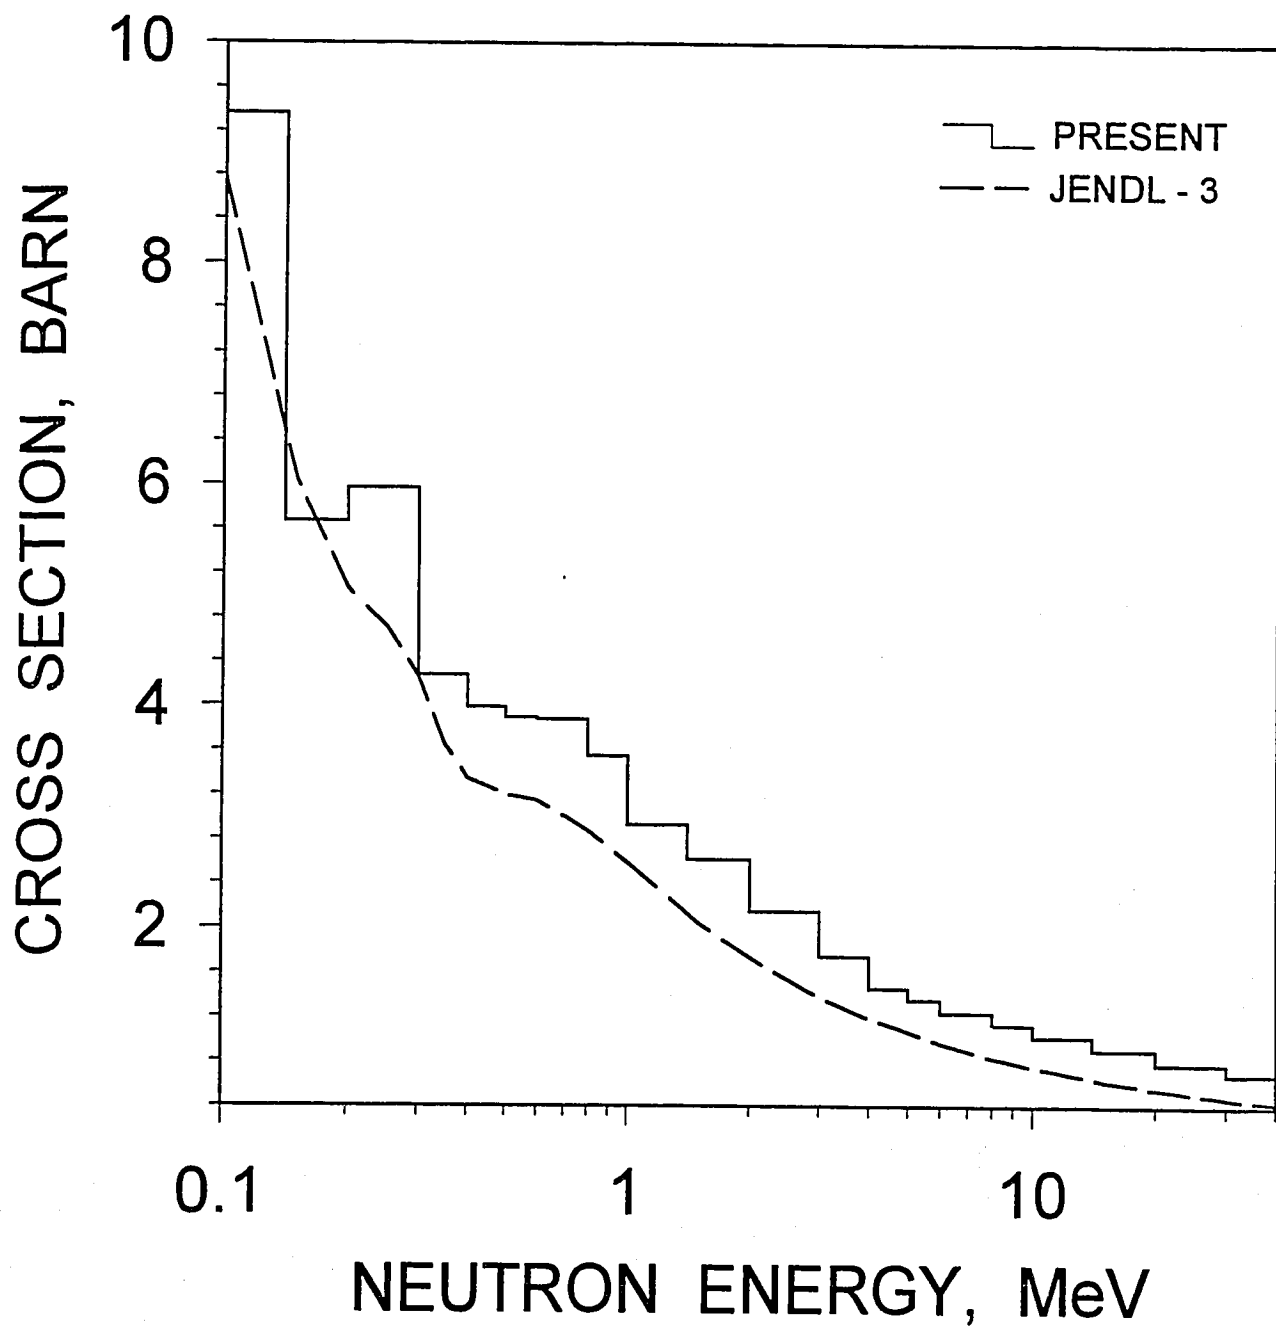 10
8
6
4
2
CROSS SECTION, BARN
PRESENT
JENDL - 3
0.1 1 10
NEUTRON ENERGY, MeV